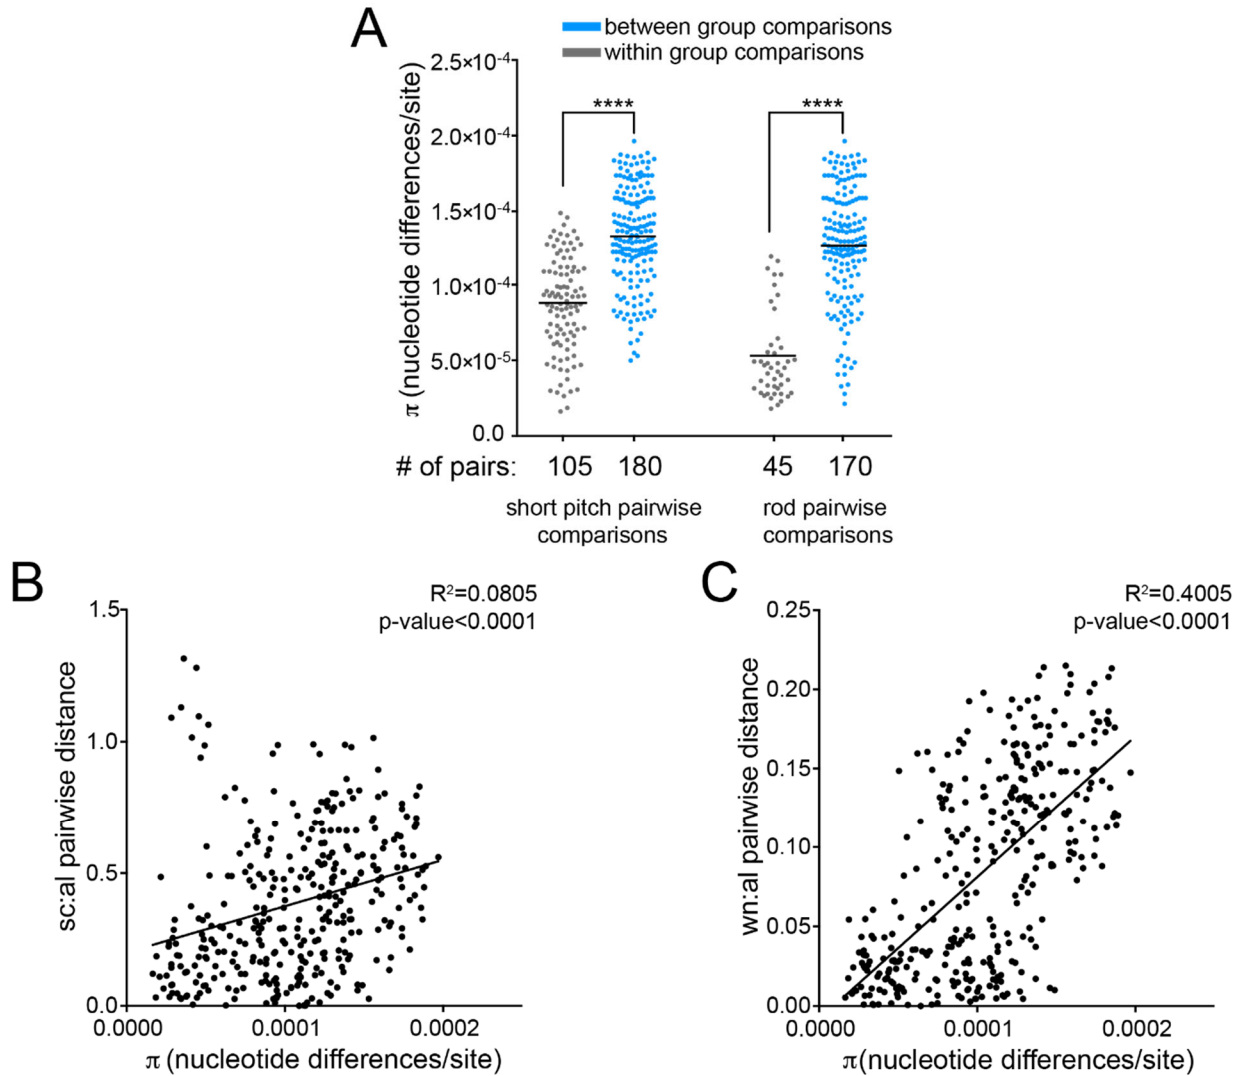 A
between group comparisons
within group comparisons
π (nucleotide differences/site)
2.5×10⁻⁴
2.0×10⁻⁴
1.5×10⁻⁴
1.0×10⁻⁴
5.0×10⁻⁵
0.0
****
****
# of pairs: 105 180 45 170
short pitch pairwise comparisons
rod pairwise comparisons
B
R²=0.0805
p-value<0.0001
sc:al pairwise distance
1.5
1.0
0.5
0.0
0.0000 0.0001 0.0002
π (nucleotide differences/site)
C
R²=0.4005
p-value<0.0001
wn:al pairwise distance
0.25
0.20
0.15
0.10
0.05
0.00
0.0000 0.0001 0.0002
π(nucleotide differences/site)